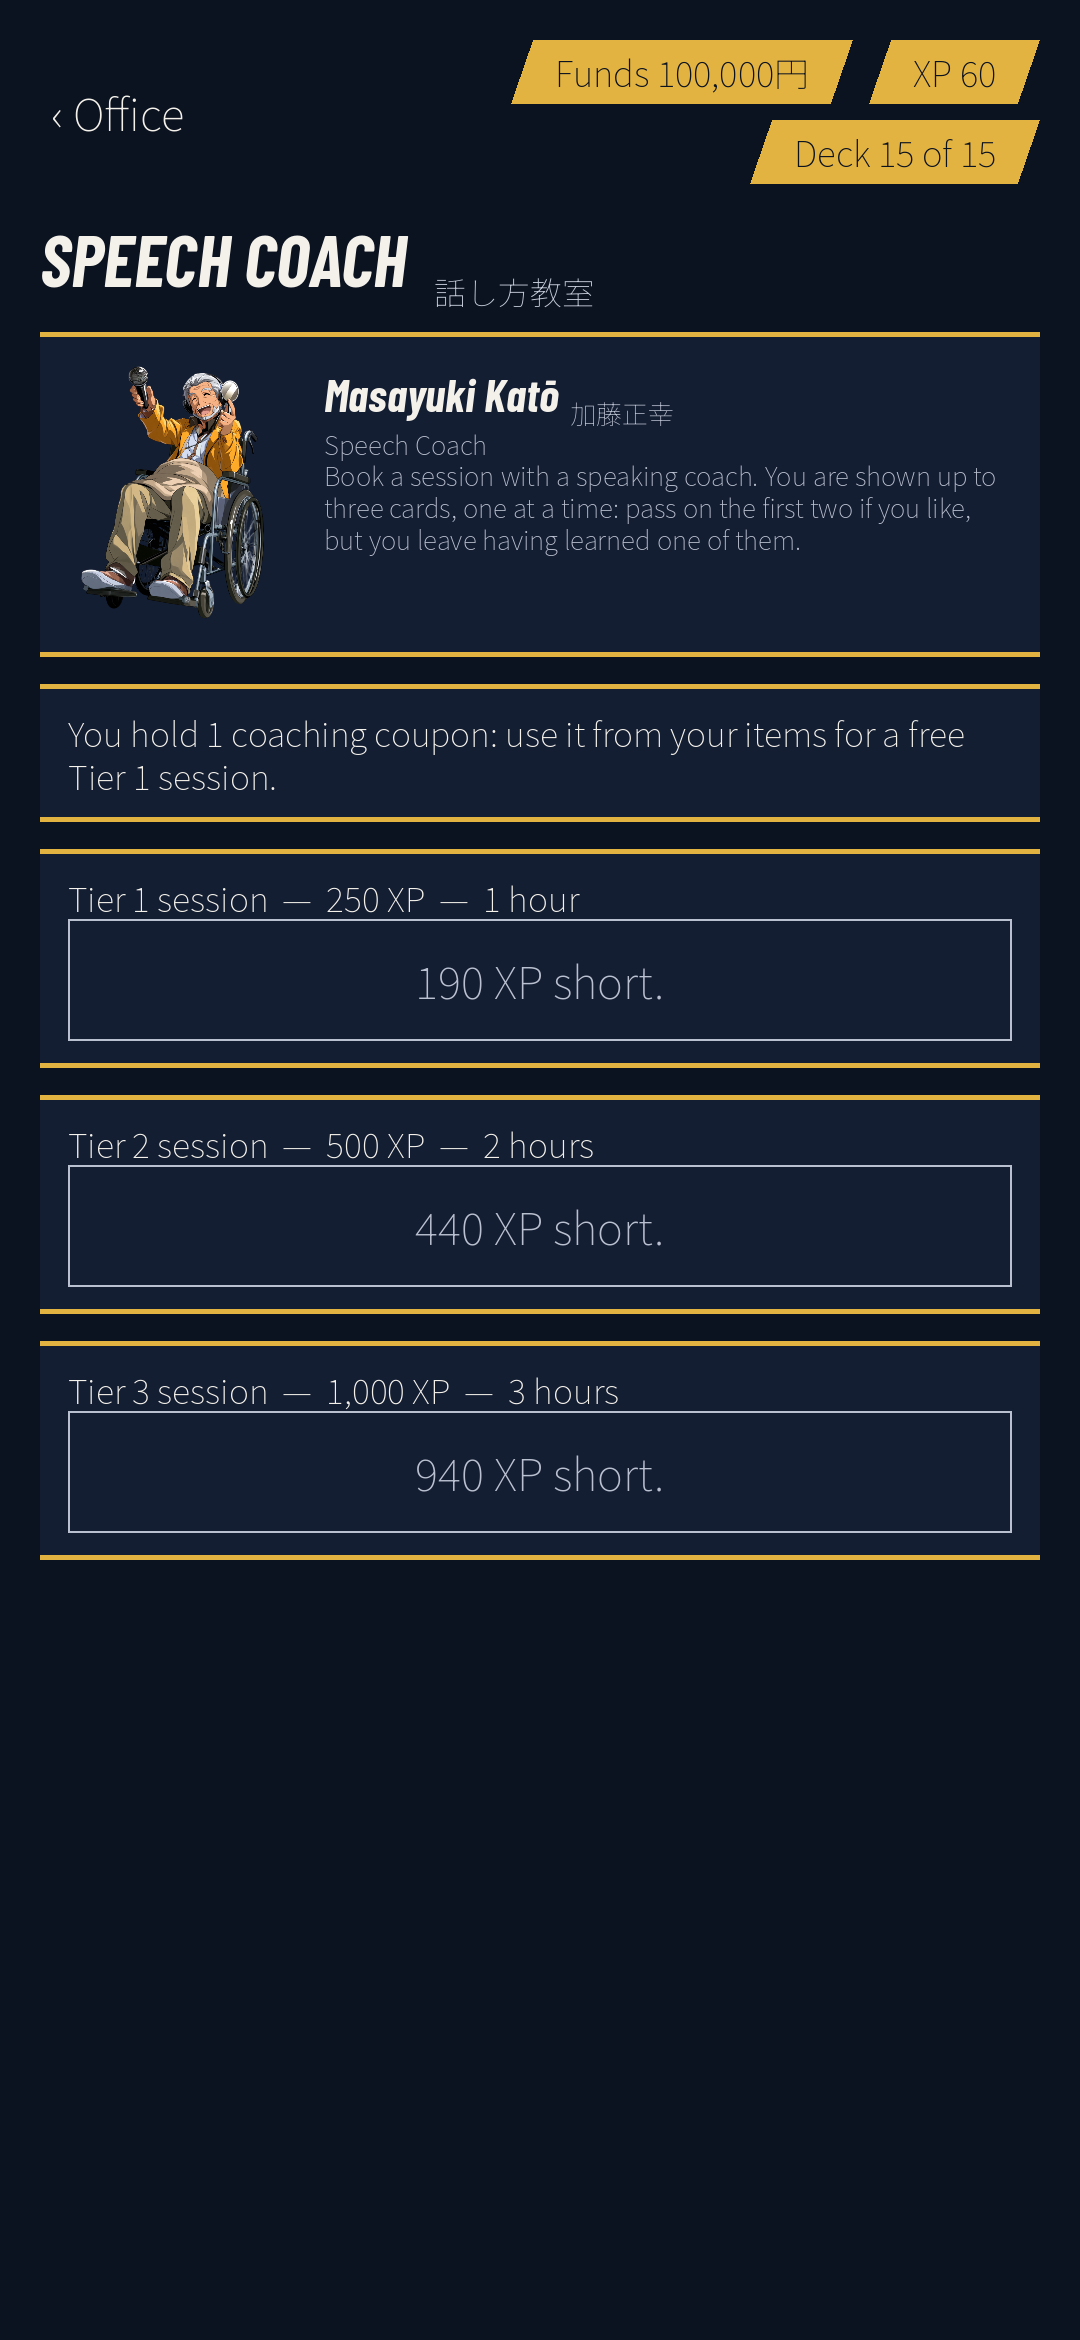 ‹ Office
Funds 100,000円
XP 60
Deck 15 of 15
SPEECH COACH 話し方教室
Masayuki Katō 加藤正幸
Speech Coach
Book a session with a speaking coach. You are shown up to
three cards, one at a time: pass on the first two if you like,
but you leave having learned one of them.
You hold 1 coaching coupon: use it from your items for a free
Tier 1 session.
Tier 1 session — 250 XP — 1 hour
190 XP short.
Tier 2 session — 500 XP — 2 hours
440 XP short.
Tier 3 session — 1,000 XP — 3 hours
940 XP short.